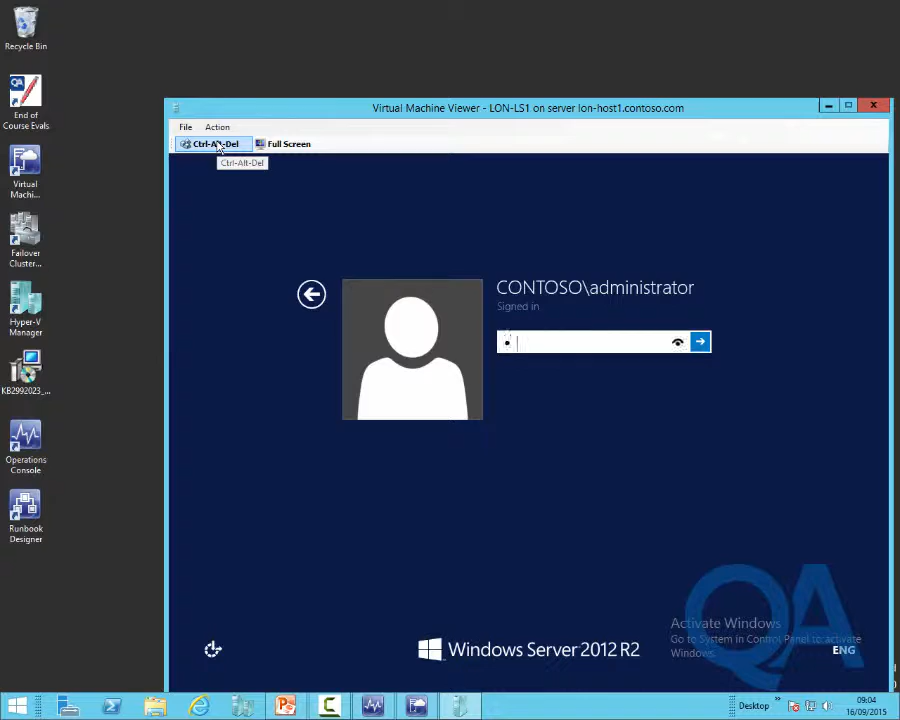 Recycle Bin
QA
End of
Course Evals
Virtual
Machi...
Failover
Cluster...
Hyper-V
Manager
KB2992023_...
Operations
Console
Runbook
Designer
Virtual Machine Viewer - LON-LS1 on server lon-host1.contoso.com
File Action
Ctrl-Alt-Del Full Screen
Ctrl-Alt-Del
CONTOSO\administrator
Signed in
QA
Activate Windows
Go to System in Control Panel to activate
Windows.
ENG
Windows Server 2012 R2
Desktop
09:04
16/09/2015